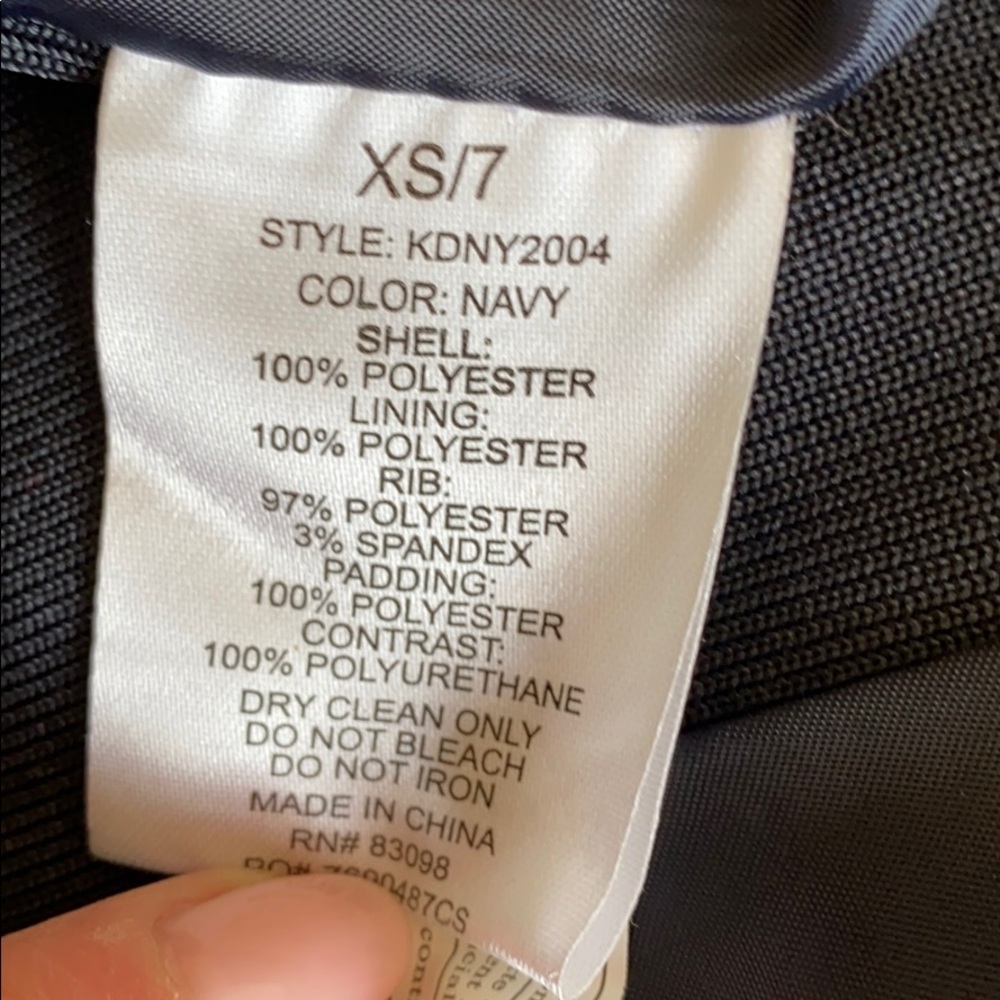 XS/7
STYLE: KDNY2004
COLOR: NAVY
SHELL:
100% POLYESTER
LINING:
100% POLYESTER
RIB:
97% POLYESTER
3% SPANDEX
PADDING:
100% POLYESTER
CONTRAST:
100% POLYURETHANE
DRY CLEAN ONLY
DO NOT BLEACH
DO NOT IRON
MADE IN CHINA
RN# 83098